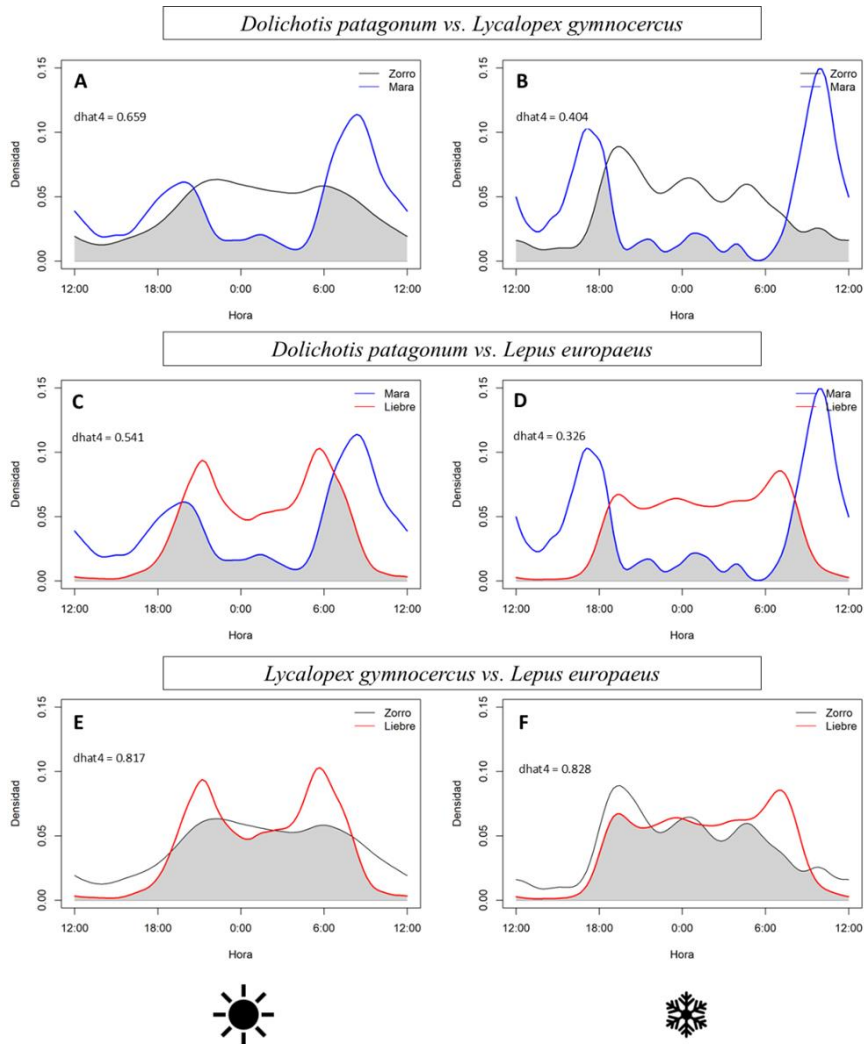 Dolichotis patagonum vs. Lycalopex gymnocercus
A
Zorro
Mara
dhat4 = 0.659
Densidad
0.15
0.10
0.05
0.00
12:00 18:00 0:00 6:00 12:00
Hora
B
Zorro
Mara
dhat4 = 0.404
Densidad
0.15
0.10
0.05
0.00
12:00 18:00 0:00 6:00 12:00
Hora
Dolichotis patagonum vs. Lepus europaeus
C
Mara
Liebre
dhat4 = 0.541
Densidad
0.15
0.10
0.05
0.00
12:00 18:00 0:00 6:00 12:00
Hora
D
Mara
Liebre
dhat4 = 0.326
Densidad
0.15
0.10
0.05
0.00
12:00 18:00 0:00 6:00 12:00
Hora
Lycalopex gymnocercus vs. Lepus europaeus
E
Zorro
Liebre
dhat4 = 0.817
Densidad
0.15
0.10
0.05
0.00
12:00 18:00 0:00 6:00 12:00
Hora
F
Zorro
Liebre
dhat4 = 0.828
Densidad
0.15
0.10
0.05
0.00
12:00 18:00 0:00 6:00 12:00
Hora